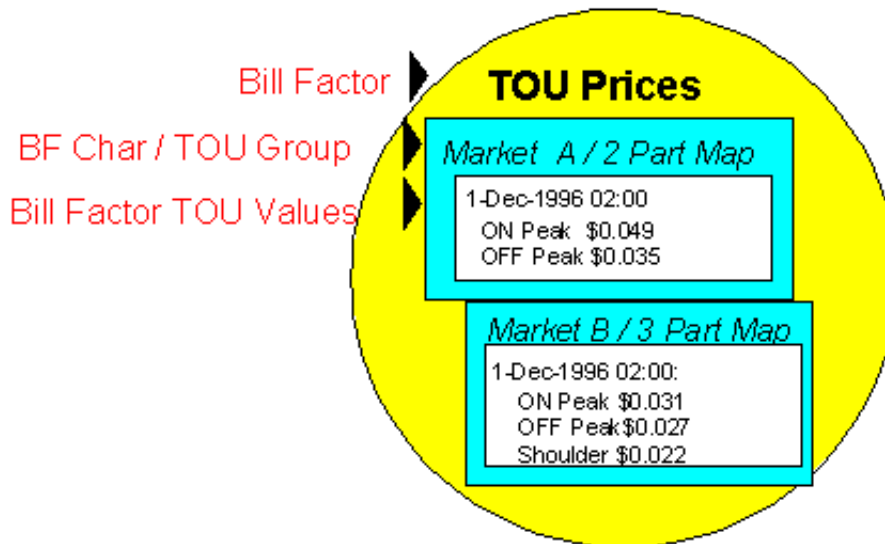 Bill Factor
TOU Prices
BF Char / TOU Group
Market A / 2 Part Map
Bill Factor TOU Values
1-Dec-1996 02:00
ON Peak $0.049
OFF Peak $0.035
Market B / 3 Part Map
1-Dec-1996 02:00:
ON Peak $0.031
OFF Peak $0.027
Shoulder $0.022